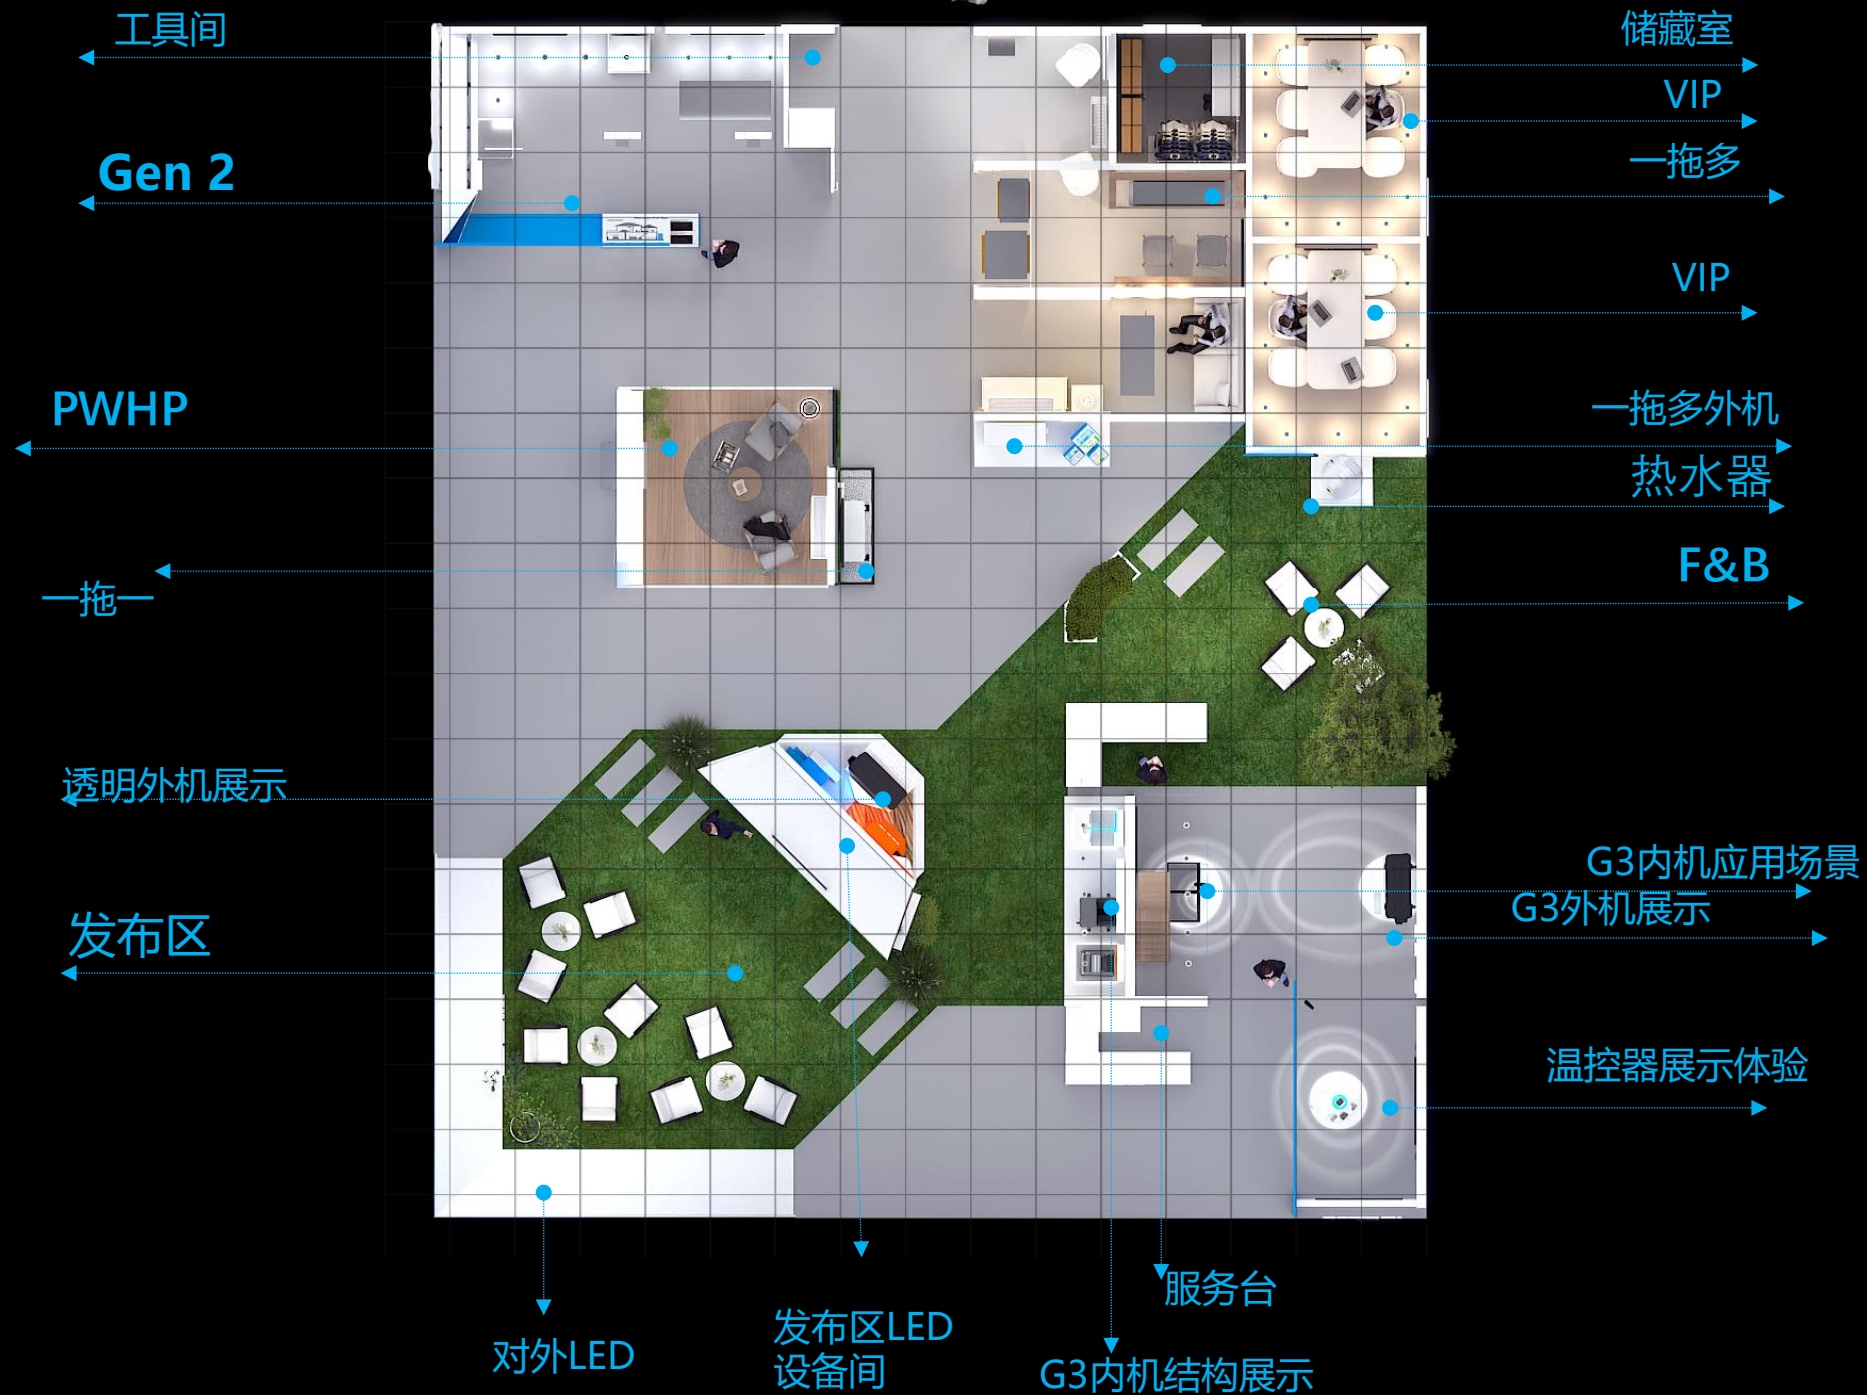 工具间
储藏室
VIP
Gen 2
一拖多
VIP
PWHP
一拖多外机
热水器
F&B
一拖一
透明外机展示
G3内机应用场景
G3外机展示
发布区
温控器展示体验
服务台
对外LED
发布区LED
设备间
G3内机结构展示